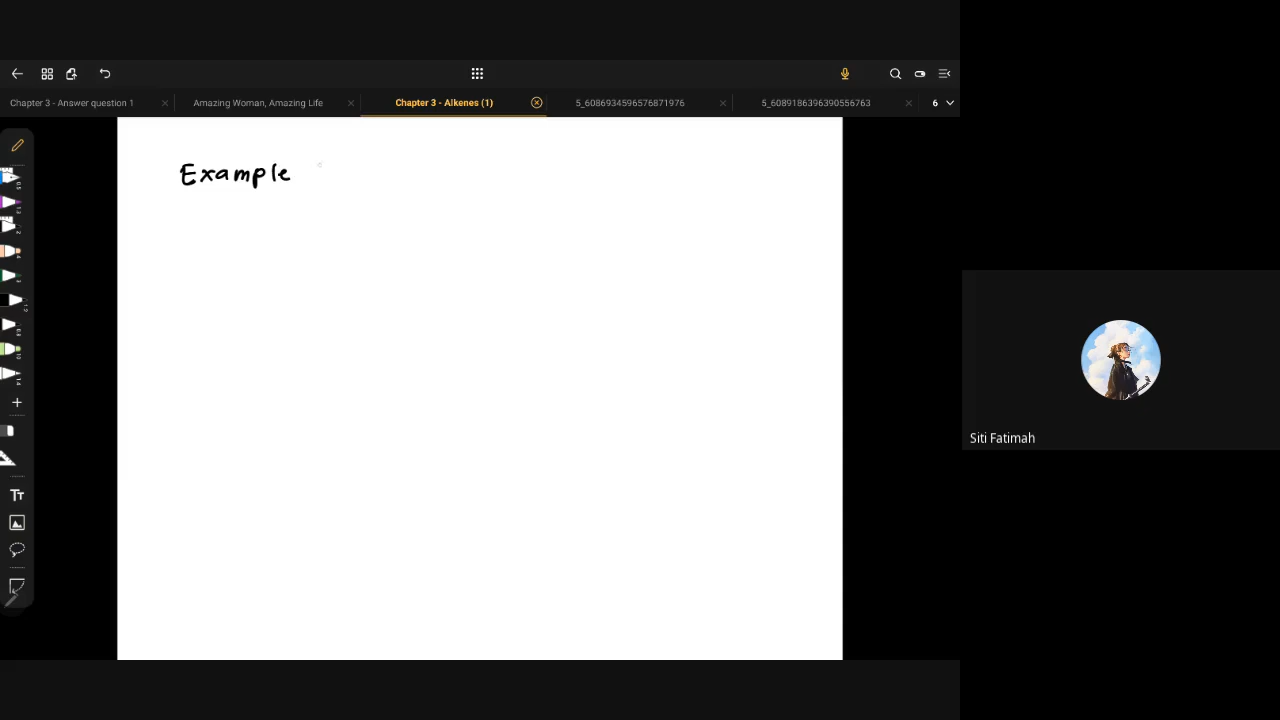 Chapter 3 - Answer question 1
Amazing Woman, Amazing Life
Chapter 3 - Alkenes (1)
5_6086934596576871976
5_6089186396390556763
6
Example
Tт
Siti Fatimah